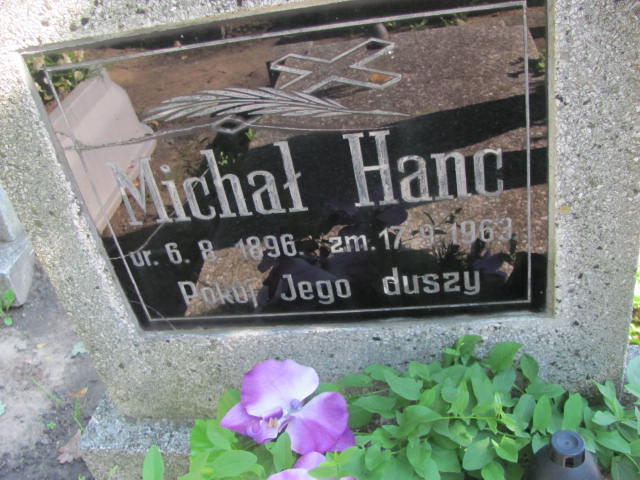 Michał Hanc
ur. 6. 8. 1896. zm. 17. 9. 1963.
Pokój Jego duszy